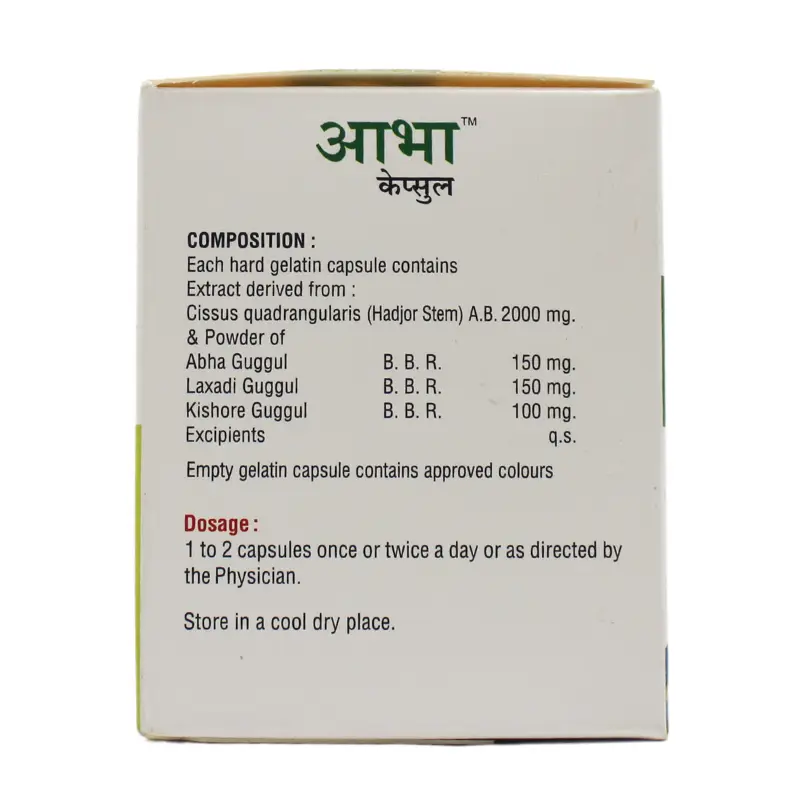 आभा™
केप्सुल
COMPOSITION :
Each hard gelatin capsule contains
Extract derived from :
Cissus quadrangularis (Hadjor Stem) A.B. 2000 mg.
& Powder of
Abha Guggul B. B. R. 150 mg.
Laxadi Guggul B. B. R. 150 mg.
Kishore Guggul B. B. R. 100 mg.
Excipients q.s.
Empty gelatin capsule contains approved colours
Dosage :
1 to 2 capsules once or twice a day or as directed by
the Physician.
Store in a cool dry place.